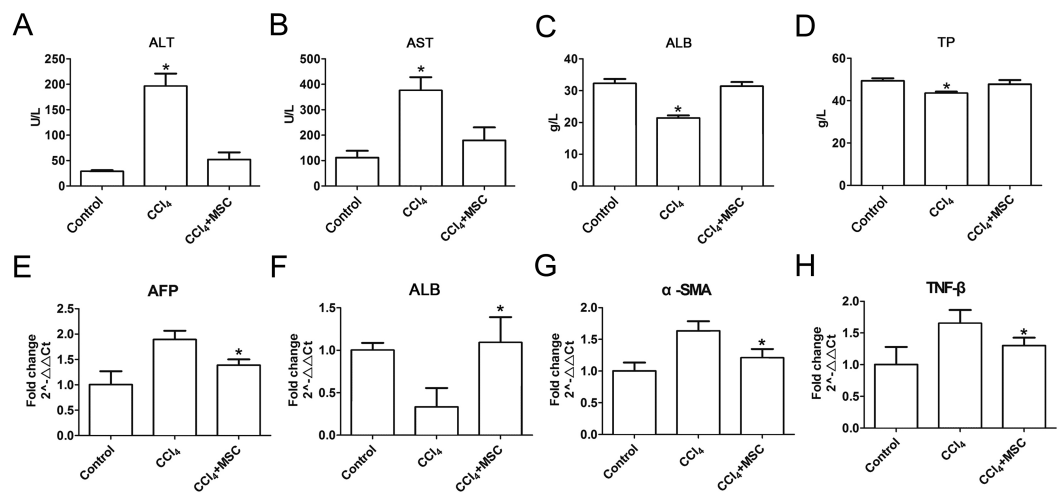 A
ALT
U/L
250
200
150
100
50
0
*
Control
CCl₄
CCl₄+MSC
B
AST
U/L
500
400
300
200
100
0
*
Control
CCl₄
CCl₄+MSC
C
ALB
g/L
40
30
20
10
0
*
Control
CCl₄
CCl₄+MSC
D
TP
g/L
60
40
20
0
*
Control
CCl₄
CCl₄+MSC
E
AFP
Fold change
2^-△△Ct
2.5
2.0
1.5
1.0
0.5
0.0
*
Control
CCl₄
CCl₄+MSC
F
ALB
Fold change
2^-△△Ct
1.5
1.0
0.5
0.0
*
Control
CCl₄
CCl₄+MSC
G
α -SMA
Fold change
2^-△△Ct
2.0
1.5
1.0
0.5
0.0
*
Control
CCl₄
CCl₄+MSC
H
TNF-β
Fold change
2^-△△Ct
2.0
1.5
1.0
0.5
0.0
*
Control
CCl₄
CCl₄+MSC